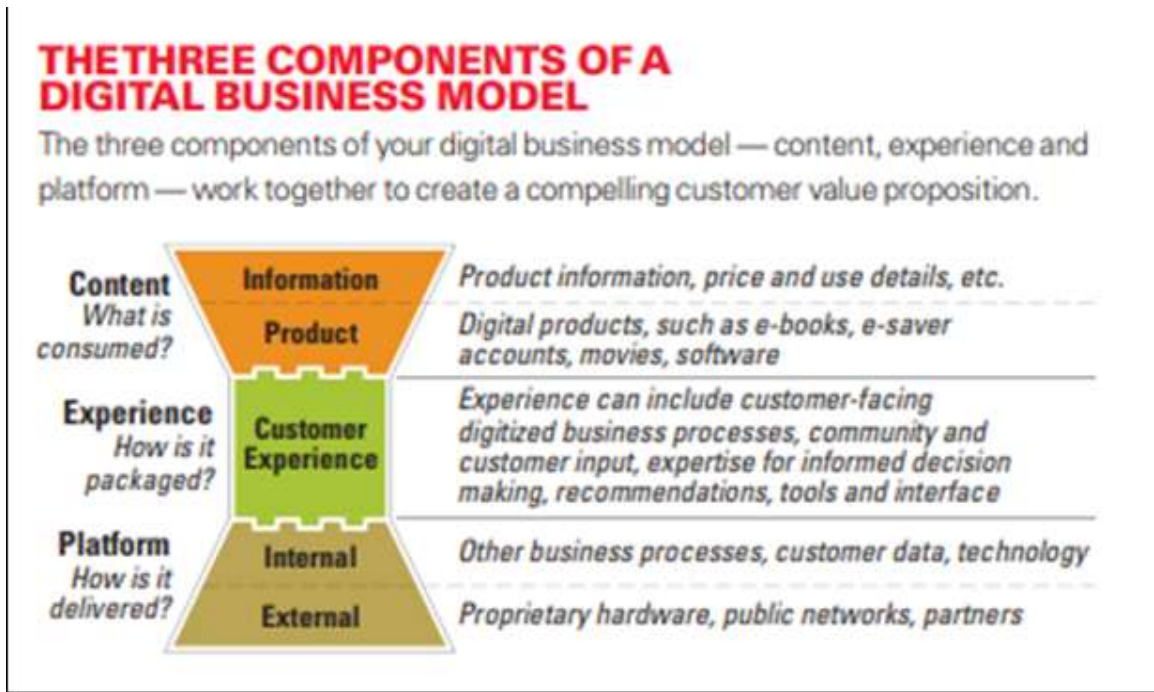 THE THREE COMPONENTS OF A
DIGITAL BUSINESS MODEL
The three components of your digital business model — content, experience and
platform — work together to create a compelling customer value proposition.
Content
What is
consumed?
Information
Product information, price and use details, etc.
Product
Digital products, such as e-books, e-saver
accounts, movies, software
Experience
How is it
packaged?
Customer
Experience
Experience can include customer-facing
digitized business processes, community and
customer input, expertise for informed decision
making, recommendations, tools and interface
Platform
How is it
delivered?
Internal
Other business processes, customer data, technology
External
Proprietary hardware, public networks, partners